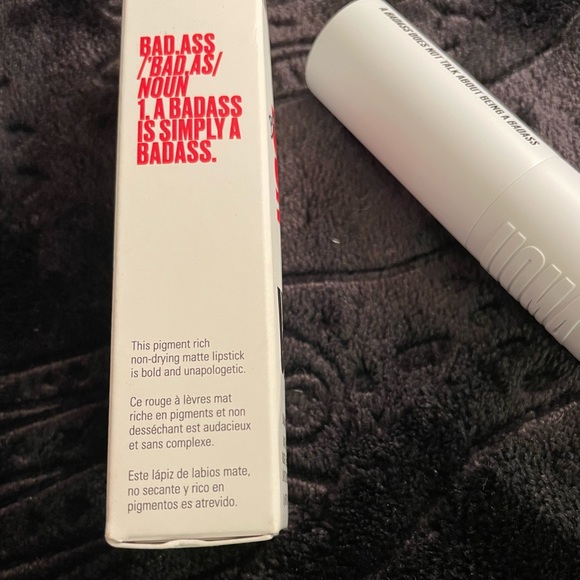 BAD.ASS
/'BAD,AS/
NOUN
1. A BADASS
IS SIMPLY A
BADASS.
This pigment rich
non-drying matte lipstick
is bold and unapologetic.
Ce rouge à lèvres mat
riche en pigments et non
desséchant est audacieux
et sans complexe.
Este lápiz de labios mate,
no secante y rico en
pigmentos es atrevido.
A BADASS DOES NOT TALK ABOUT BEING A BADASS
UOMA